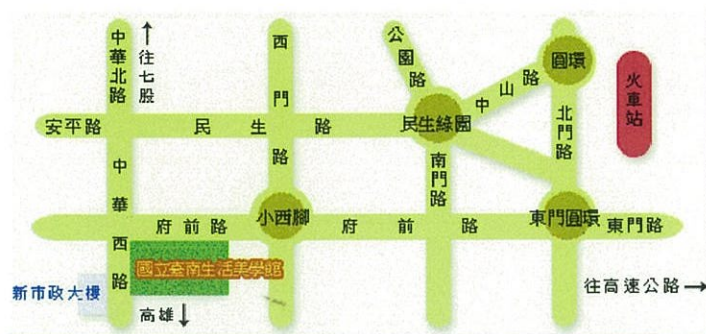 中華北路
↑往七股
西門路
公園路
中山路
圓環
火車站
安平路
民生路
民生綠園
北門路
南門路
中華西路
府前路
小西腳
府前路
東門圓環
東門路
國立臺南生活美學館
新市政大樓
高雄↓
往高速公路→